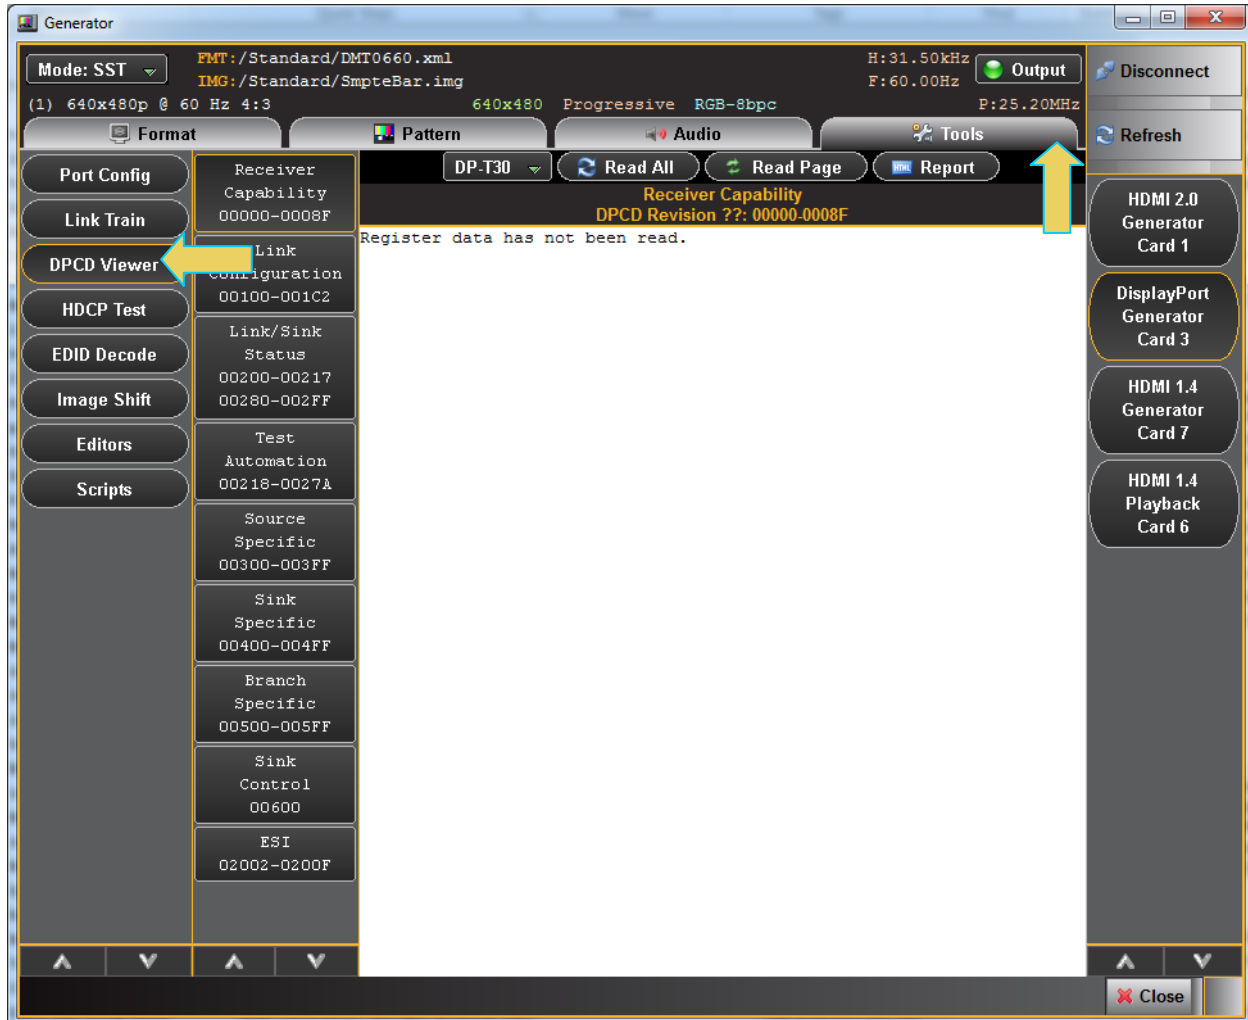 Generator
Mode: SST
FMT:/Standard/DMT0660.xml
IMG:/Standard/SmpteBar.img
H:31.50kHz
F:60.00Hz
Output
(1) 640x480p @ 60 Hz 4:3
640x480 Progressive RGB-8bpc
P:25.20MHz
Format
Pattern
Audio
Tools
Disconnect
Refresh
Port Config
Link Train
DPCD Viewer
HDCP Test
EDID Decode
Image Shift
Editors
Scripts
Receiver
Capability
00000-0008F
Link
Configuration
00100-001C2
Link/Sink
Status
00200-00217
00280-002FF
Test
Automation
00218-0027A
Source
Specific
00300-003FF
Sink
Specific
00400-004FF
Branch
Specific
00500-005FF
Sink
Control
00600
ESI
02002-0200F
DP-T30
Read All
Read Page
HTML
Report
Receiver Capability
DPCD Revision ??: 00000-0008F
Register data has not been read.
HDMI 2.0
Generator
Card 1
DisplayPort
Generator
Card 3
HDMI 1.4
Generator
Card 7
HDMI 1.4
Playback
Card 6
Close